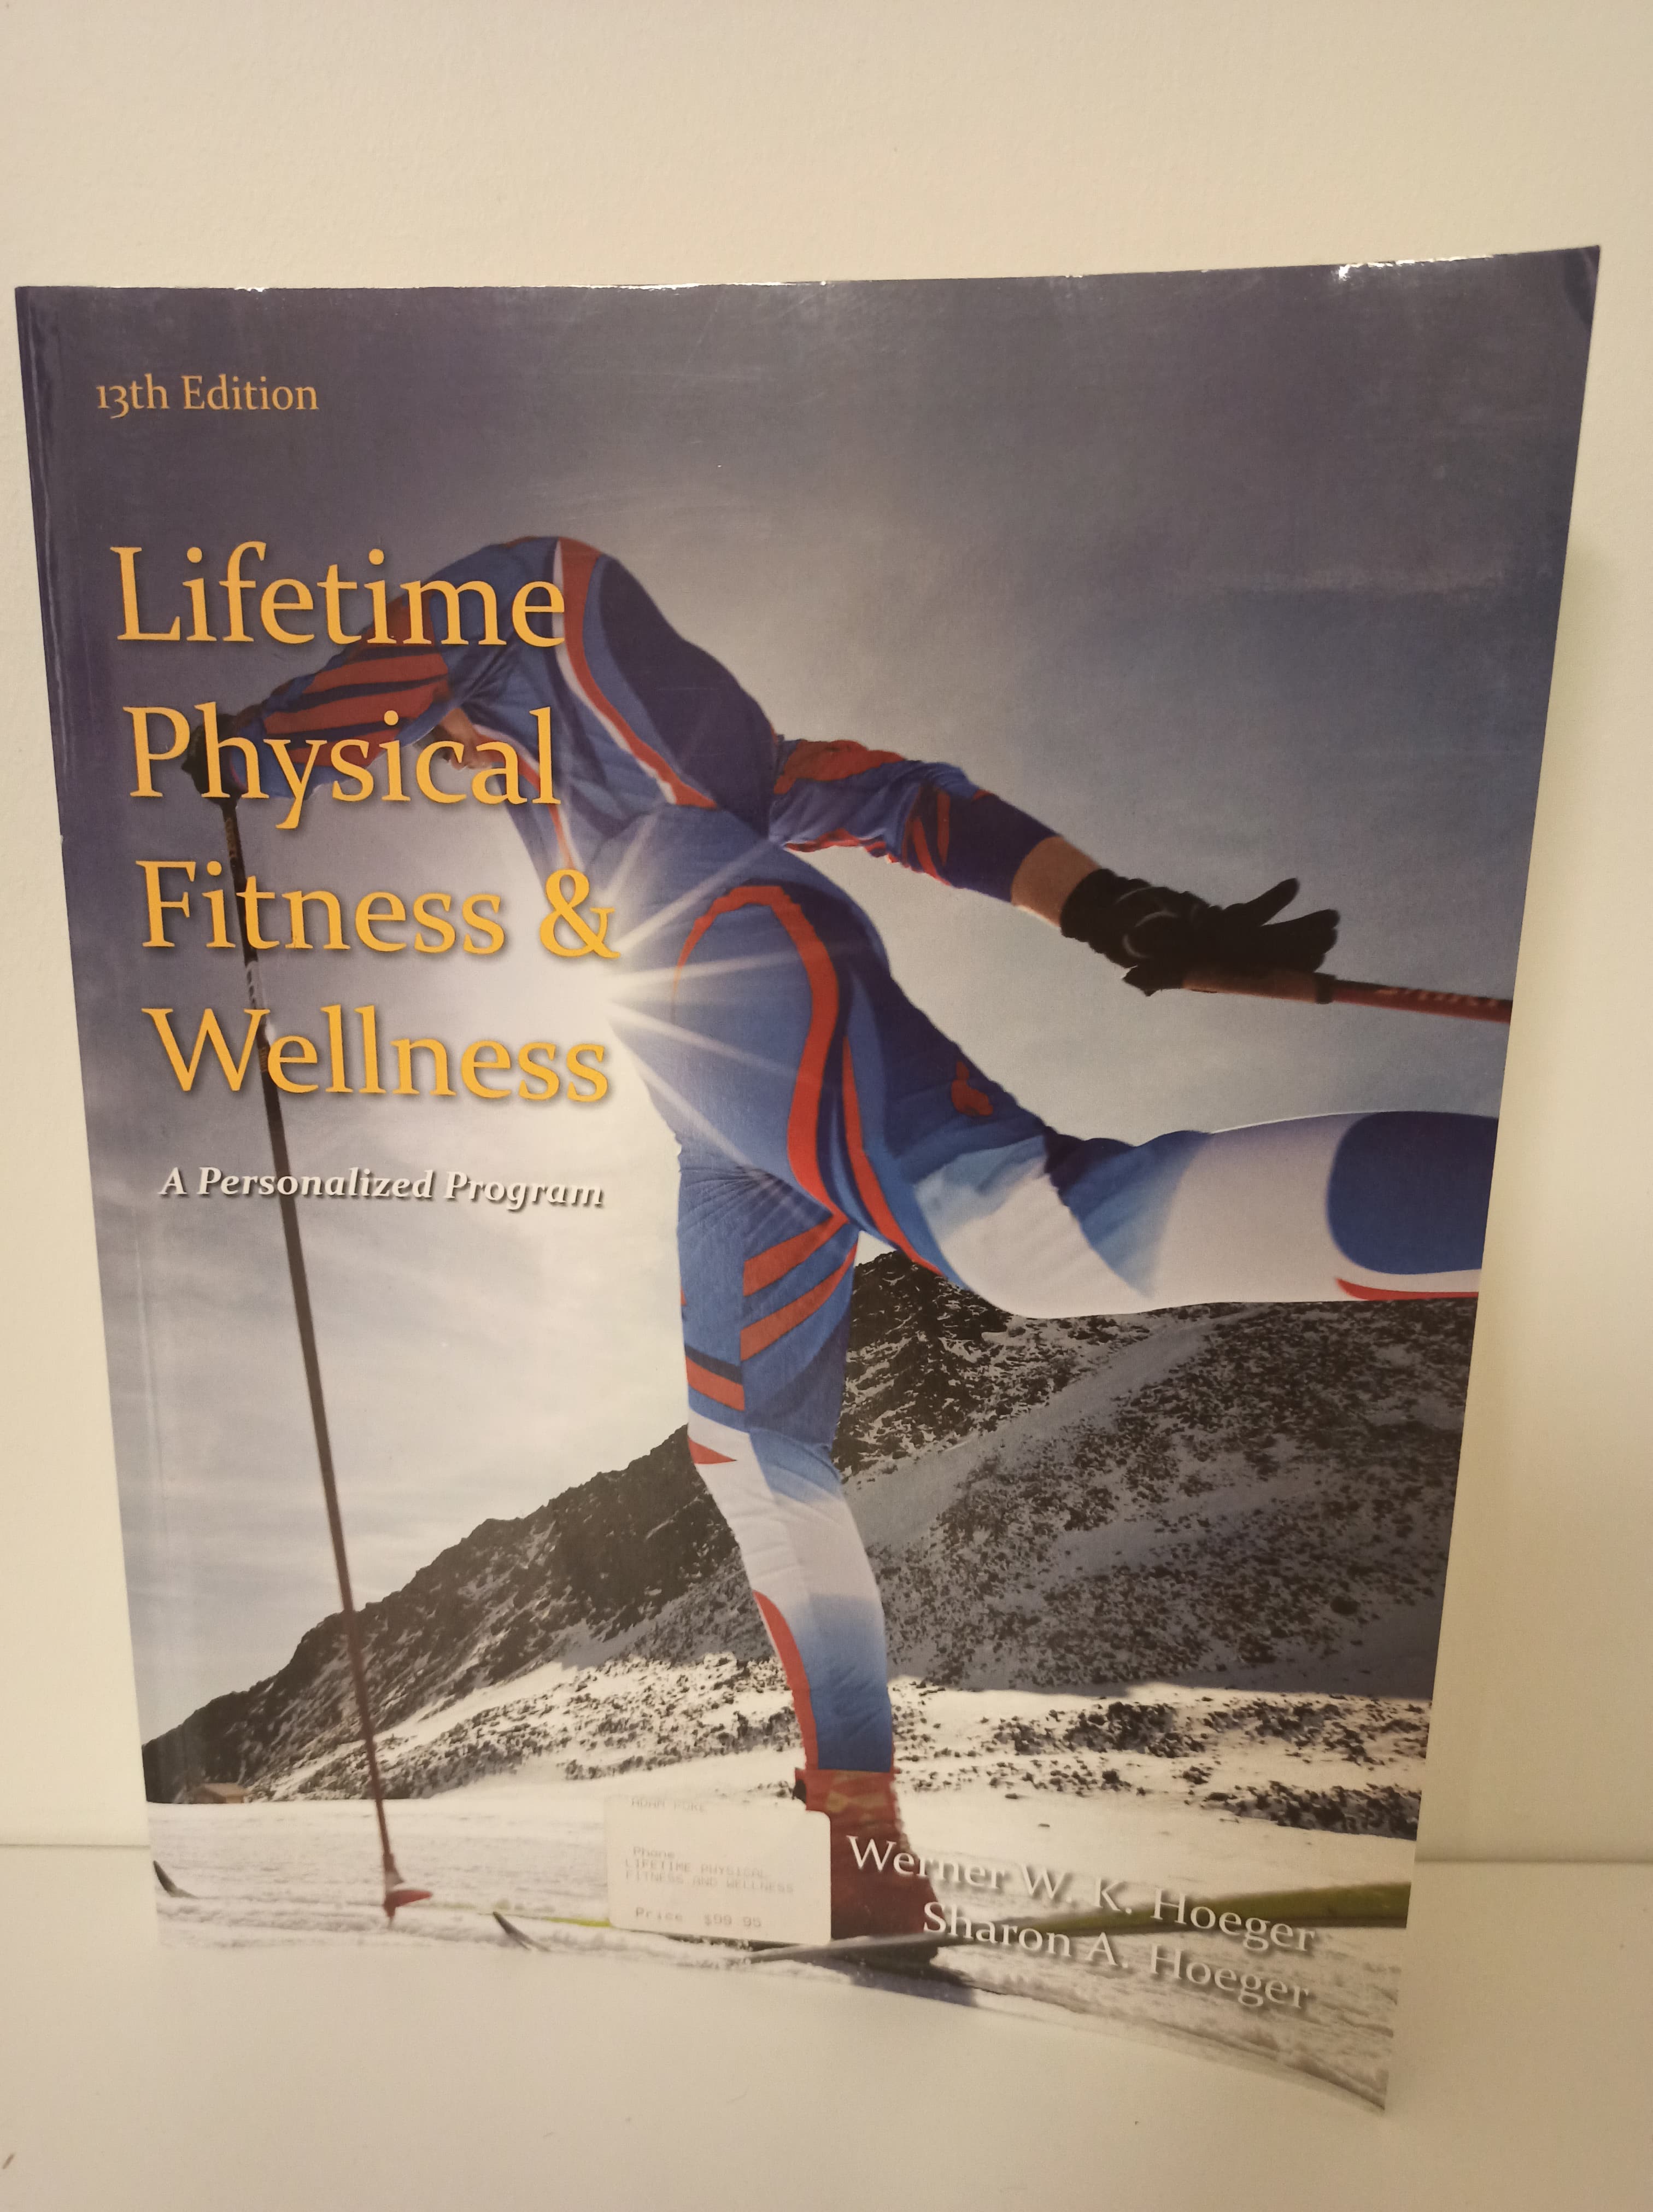 13th Edition
Lifetime
Physical
Fitness &
Wellness
A Personalized Program
Phone
LIFETIME PHYSICAL
FITNESS AND WELLNESS
Price $59.95
Werner W. K. Hoeger
Sharon A. Hoeger